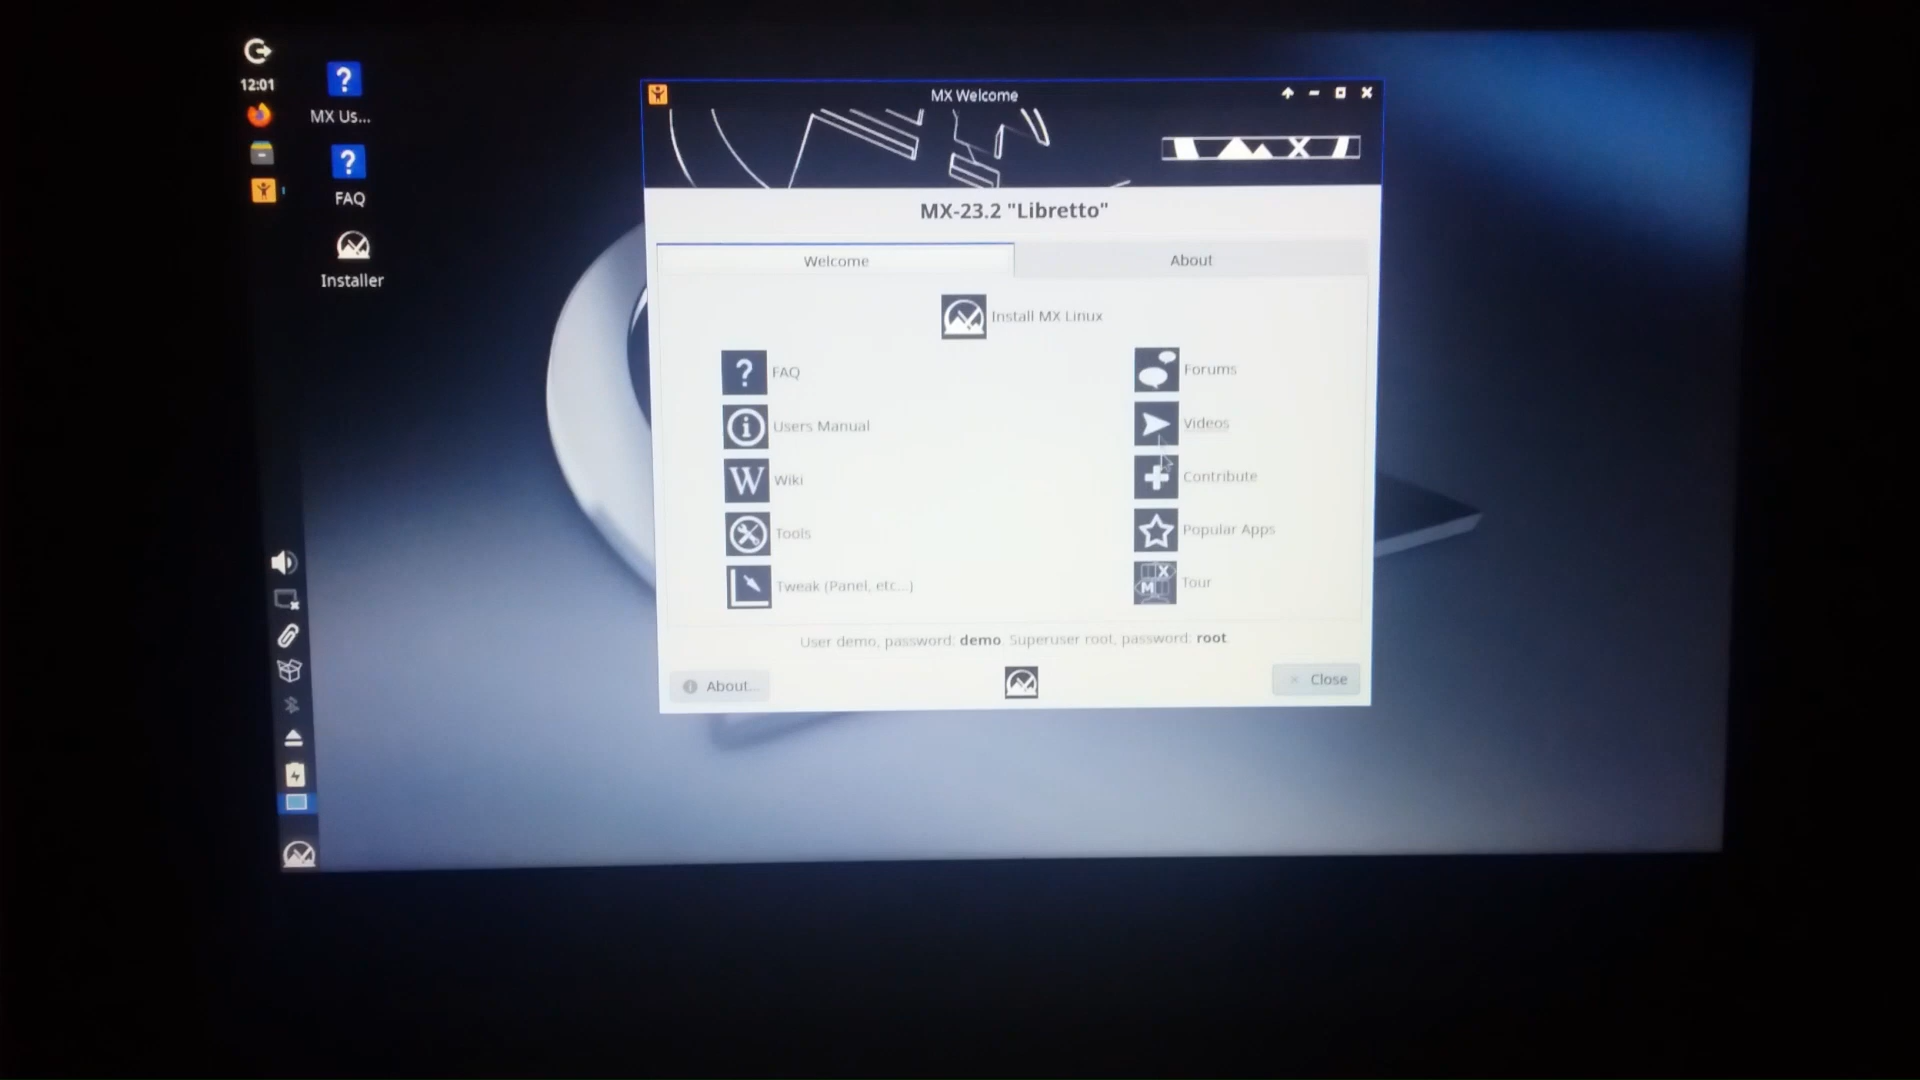 12:01
MX Us...
FAQ
Installer
MX Welcome
MX
MX-23.2 "Libretto"
Welcome
About
Install MX Linux
FAQ
Forums
Users Manual
Videos
Wiki
Contribute
Tools
Popular Apps
Tweak (Panel, etc...)
Tour
User demo, password: demo. Superuser root, password: root
About...
Close